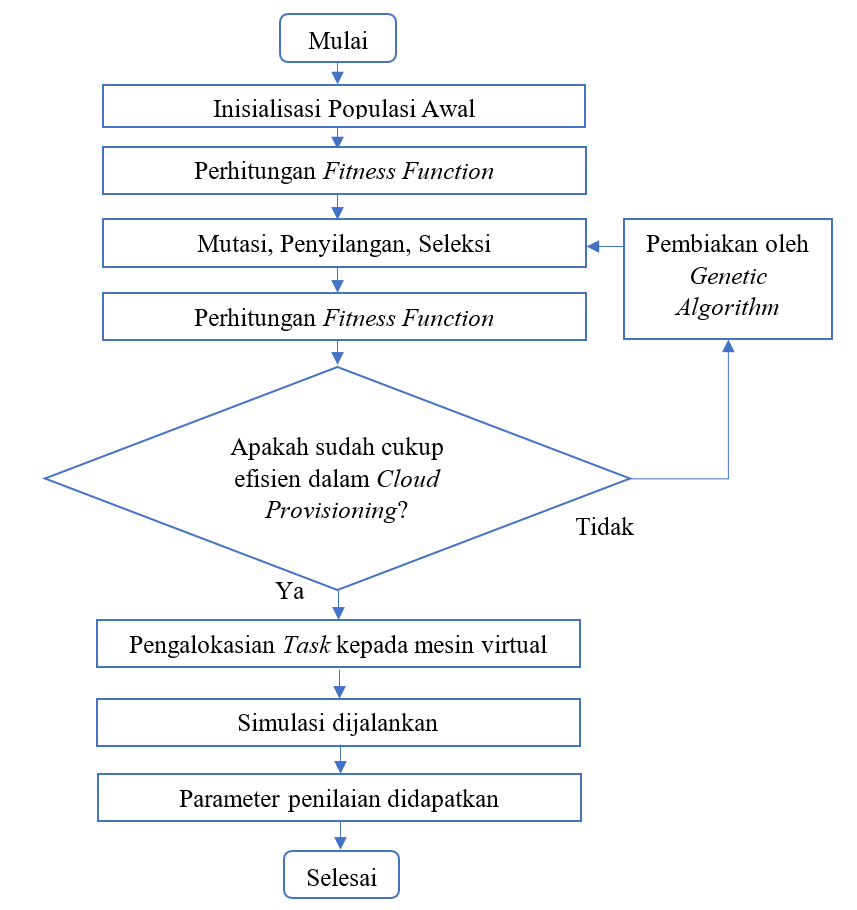 Mulai
Inisialisasi Populasi Awal
Perhitungan Fitness Function
Mutasi, Penyilangan, Seleksi
Pembiakan oleh
Genetic
Algorithm
Perhitungan Fitness Function
Apakah sudah cukup
efisien dalam Cloud
Provisioning?
Tidak
Ya
Pengalokasian Task kepada mesin virtual
Simulasi dijalankan
Parameter penilaian didapatkan
Selesai